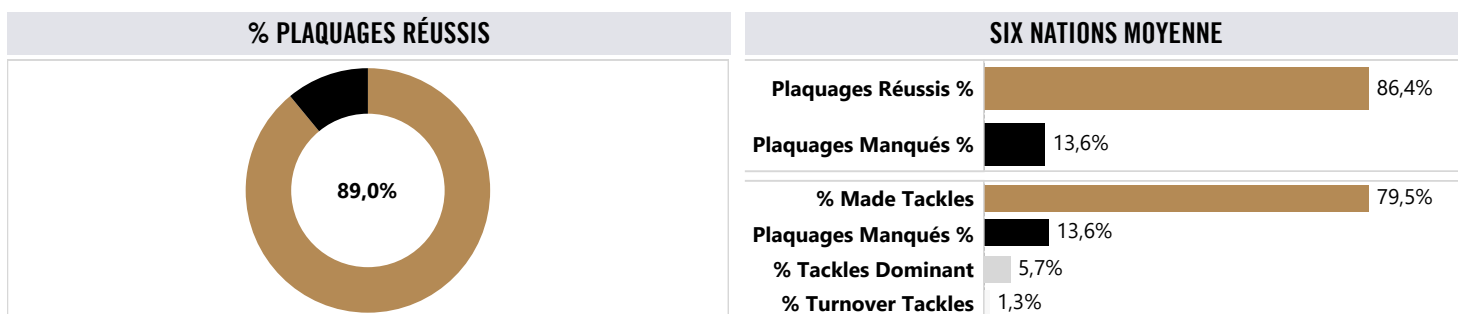 % PLAQUAGES RÉUSSIS
89,0%
SIX NATIONS MOYENNE
Plaquages Réussis % 86,4%
Plaquages Manqués % 13,6%
% Made Tackles 79,5%
Plaquages Manqués % 13,6%
% Tackles Dominant 5,7%
% Turnover Tackles 1,3%